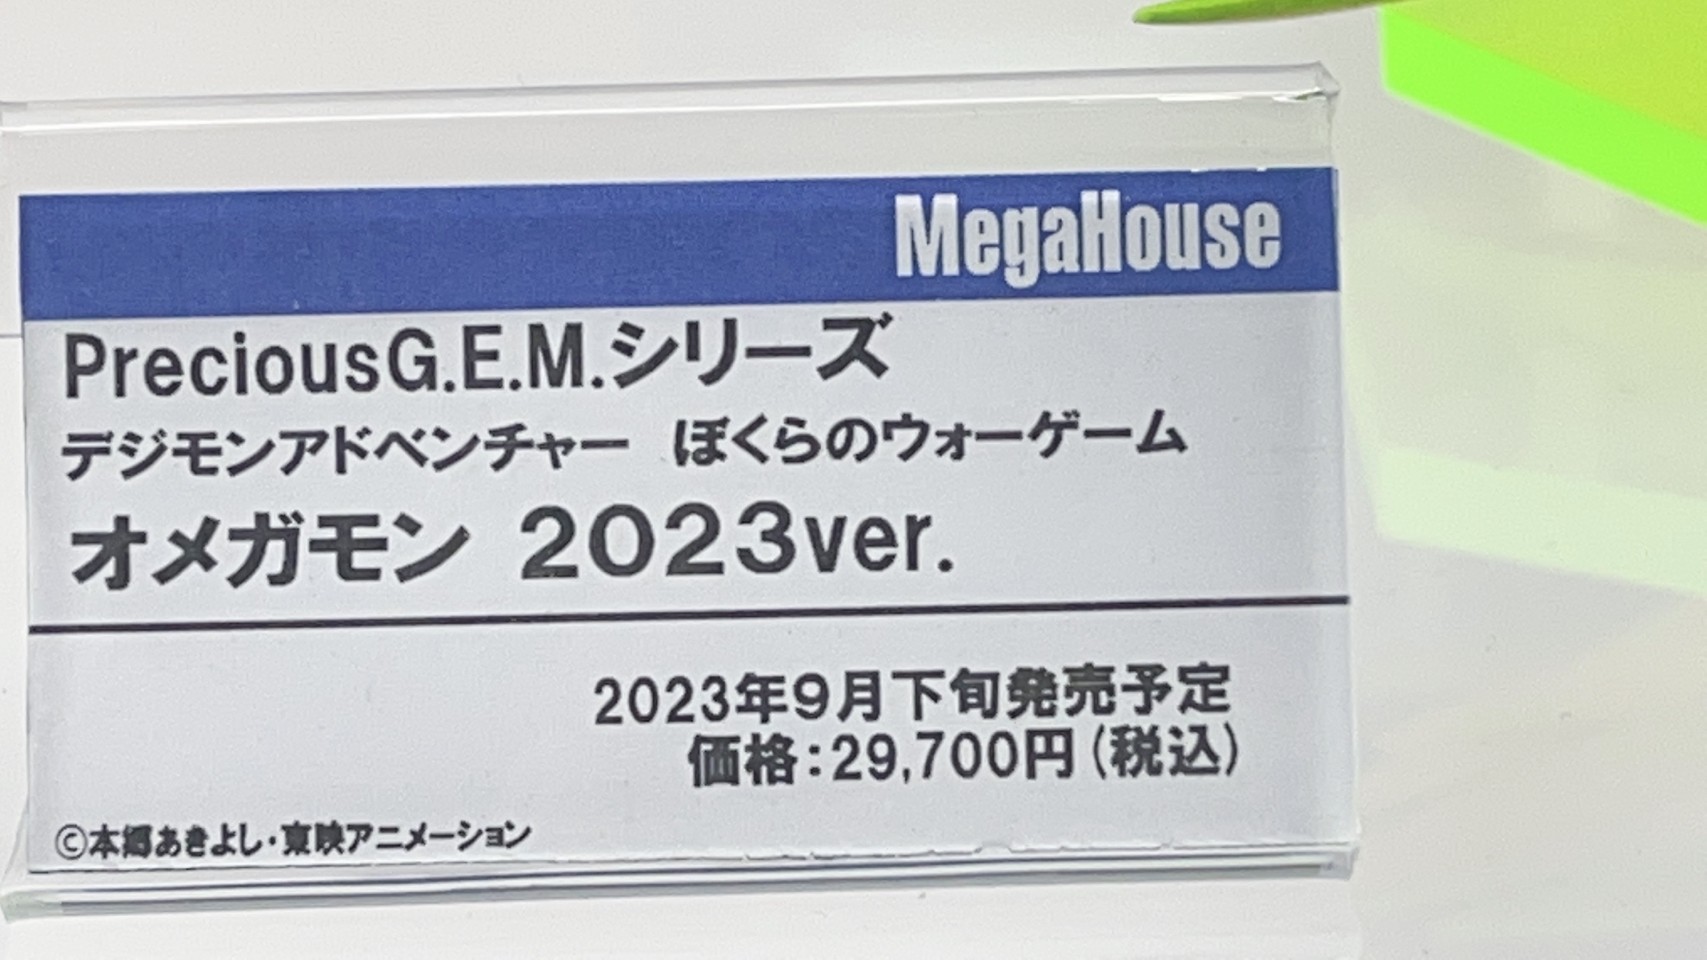 MegaHouse
PreciousG.E.M.シリーズ
デジモンアドベンチャー　ぼくらのウォーゲーム
オメガモン 2023ver.
2023年9月下旬発売予定
価格:29,700円(税込)
©本郷あきよし・東映アニメーション